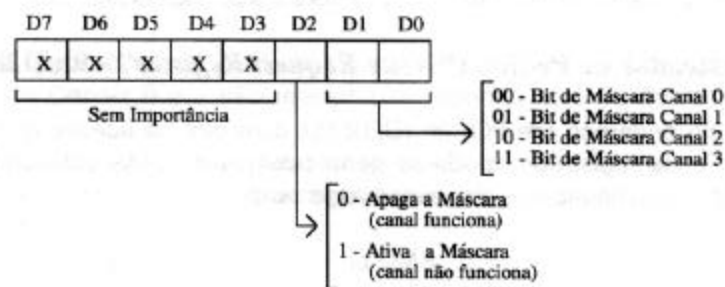 D7 D6 D5 D4 D3 D2 D1 D0
X X X X X
Sem Importância
00 - Bit de Máscara Canal 0
01 - Bit de Máscara Canal 1
10 - Bit de Máscara Canal 2
11 - Bit de Máscara Canal 3
0 - Apaga a Máscara
(canal funciona)
1 - Ativa a Máscara
(canal não funciona)